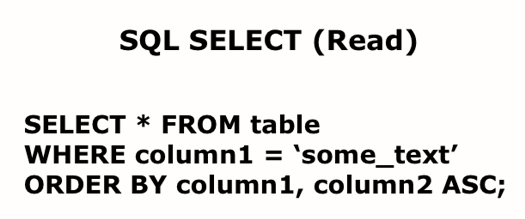 SQL SELECT (Read)
SELECT * FROM table
WHERE column1 = ‘some_text’
ORDER BY column1, column2 ASC;